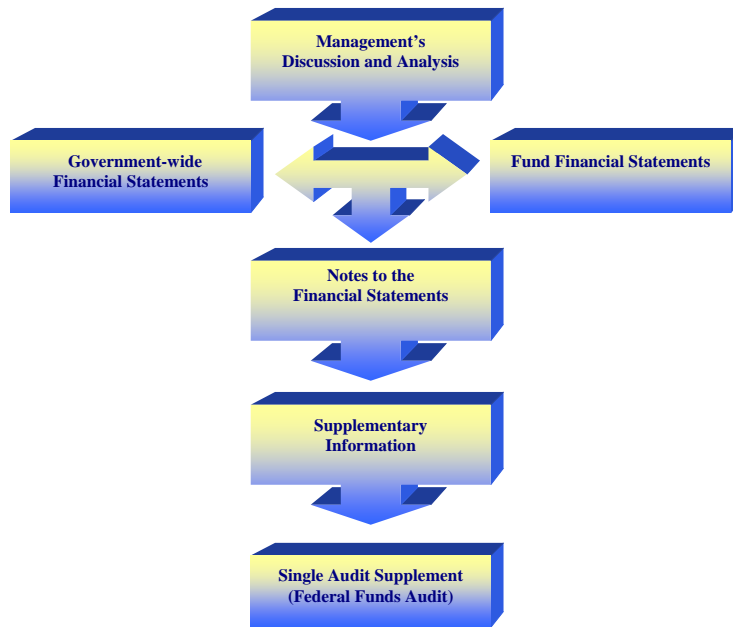 Management's
Discussion and Analysis
Government-wide
Financial Statements
Fund Financial Statements
Notes to the
Financial Statements
Supplementary
Information
Single Audit Supplement
(Federal Funds Audit)